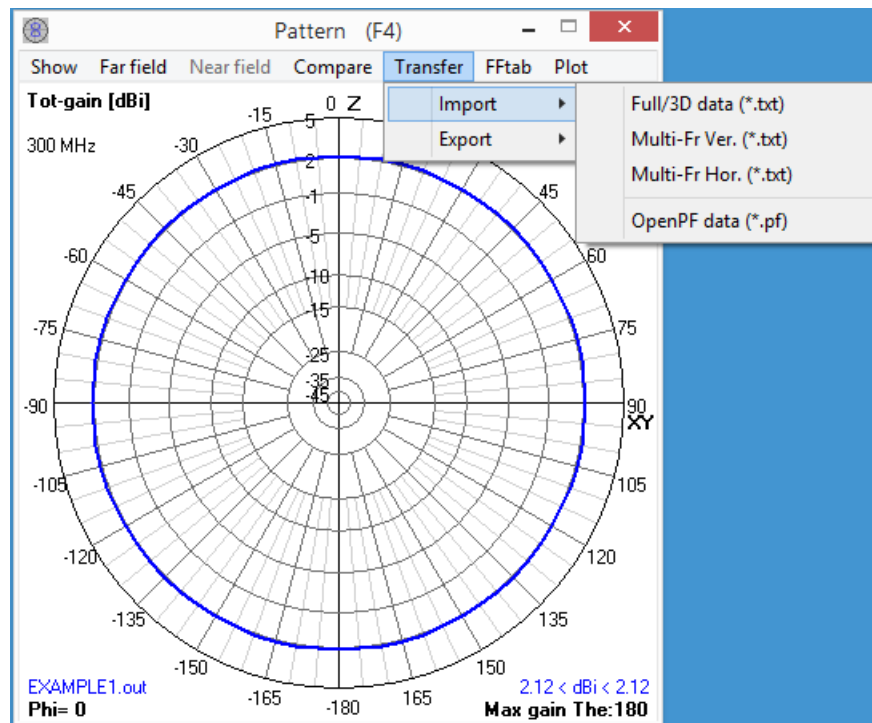 Pattern (F4)
Show Far field Near field Compare Transfer FFtab Plot
Import
Export
Full/3D data (*.txt)
Multi-Fr Ver. (*.txt)
Multi-Fr Hor. (*.txt)
OpenPF data (*.pf)
Tot-gain [dBi]
300 MHz
0 Z
-15
-30
-45
-60
-75
-90
-105
-120
-135
-150
-165
-180
165
150
135
120
105
90
XY
75
60
45
5
2
-1
-5
-10
-15
-25
-35
-45
EXAMPLE1.out
Phi= 0
2.12 < dBi < 2.12
Max gain The:180